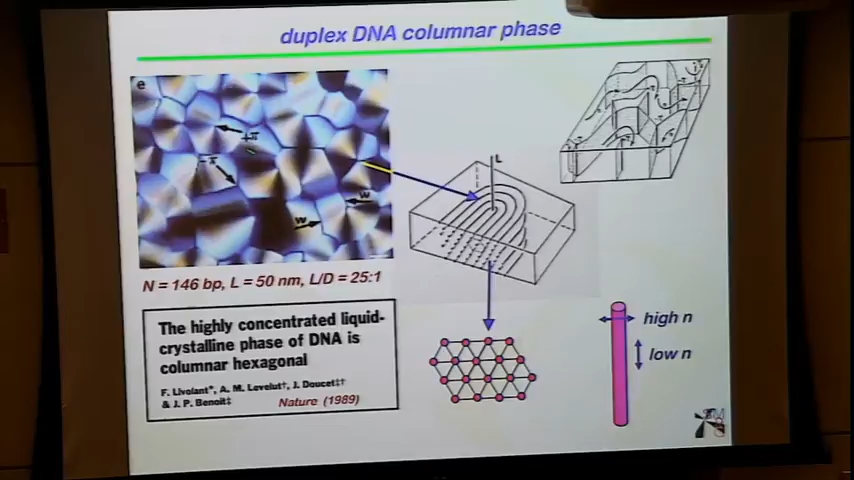 duplex DNA columnar phase
e
+π
-π
w
w
L
N = 146 bp, L = 50 nm, L/D = 25:1
The highly concentrated liquid-
crystalline phase of DNA is
columnar hexagonal
F. Livolant*, A. M. Levelut†, J. Doucet†‡
& J. P. Benoit‡
Nature (1989)
high n
low n